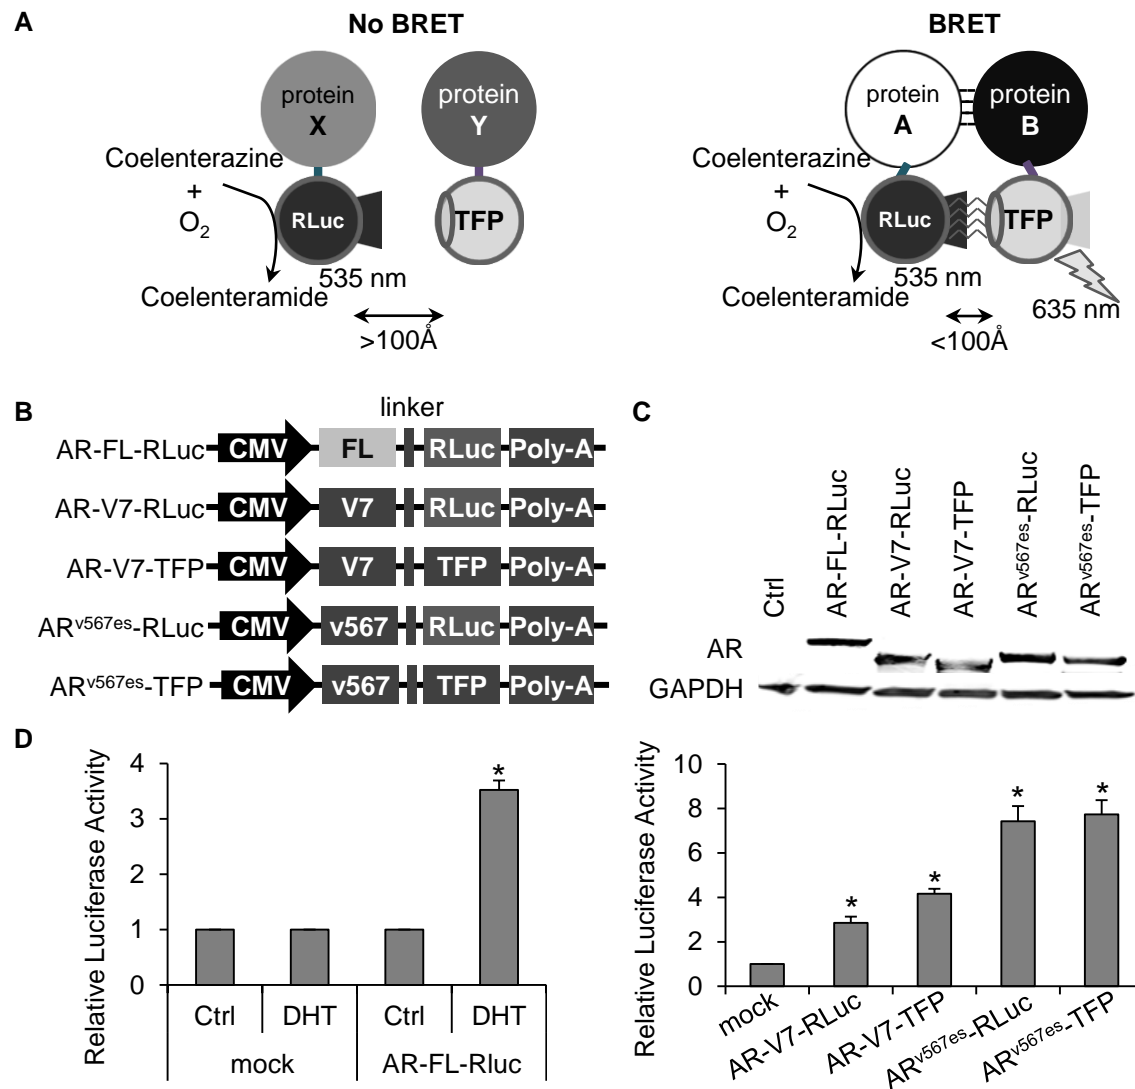 A
No BRET
BRET
protein
X
protein
Y
protein
A
protein
B
Coelenterazine
+
O₂
RLuc
TFP
535 nm
Coelenteramide
>100Å
Coelenterazine
+
O₂
RLuc
TFP
535 nm
635 nm
Coelenteramide
<100Å
B
linker
AR-FL-RLuc CMV FL RLuc Poly-A
AR-V7-RLuc CMV V7 RLuc Poly-A
AR-V7-TFP CMV V7 TFP Poly-A
ARv567es-RLuc CMV v567 RLuc Poly-A
ARv567es-TFP CMV v567 TFP Poly-A
C
Ctrl
AR-FL-RLuc
AR-V7-RLuc
AR-V7-TFP
ARv567es-RLuc
ARv567es-TFP
AR
GAPDH
D
Relative Luciferase Activity
4
3
2
1
0
*
Ctrl DHT Ctrl DHT
mock AR-FL-Rluc
Relative Luciferase Activity
10
8
6
4
2
0
* * * *
mock
AR-V7-RLuc
AR-V7-TFP
ARv567es-RLuc
ARv567es-TFP